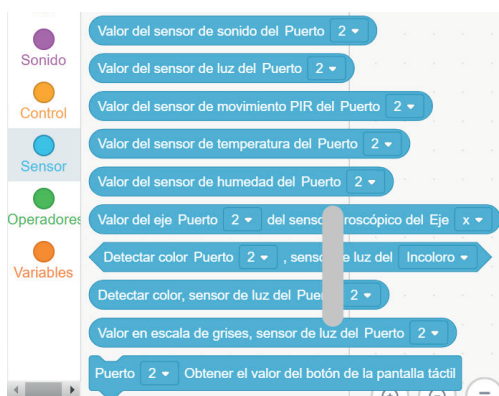 Sonido
Control
Sensor
Operadores
Variables
Valor del sensor de sonido del Puerto 2
Valor del sensor de luz del Puerto 2
Valor del sensor de movimiento PIR del Puerto 2
Valor del sensor de temperatura del Puerto 2
Valor del sensor de humedad del Puerto 2
Valor del eje Puerto 2 del del Eje x
Detectar color Puerto 2 , luz del Incoloro
Detectar color, sensor de luz del 2
Valor en escala de grises, sensor de luz del Puerto 2
Puerto 2 Obtener el valor del botón de la pantalla táctil